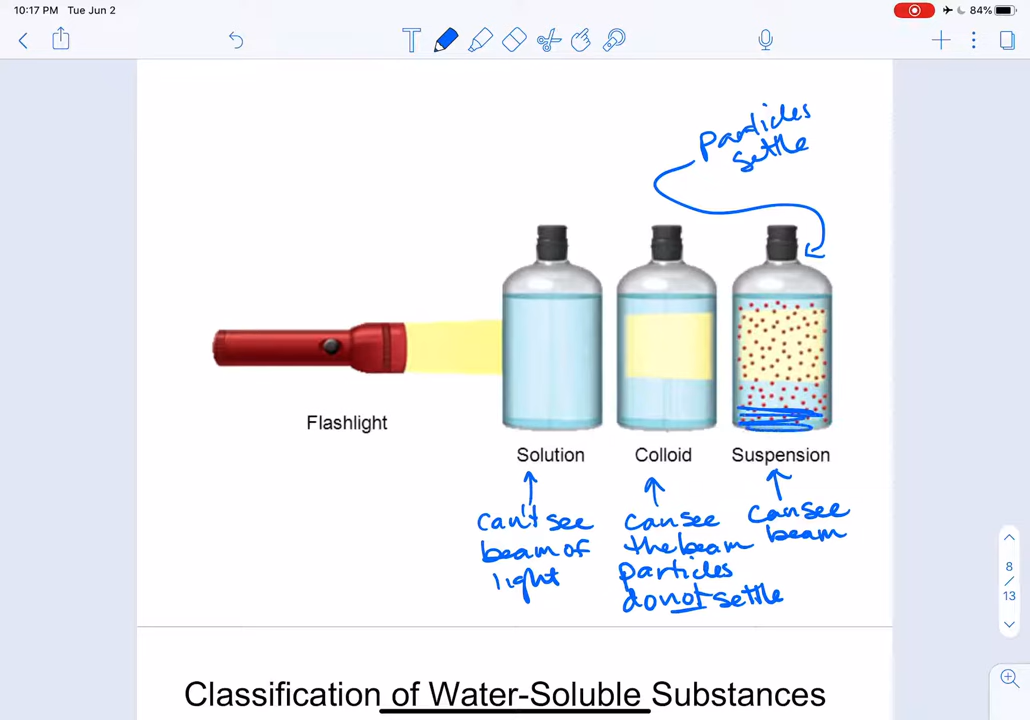 10:17 PM Tue Jun 2
84%
T
Particles
settle
Flashlight
Solution
Colloid
Suspension
can't see
beam of
light
can see
the beam
particles
do not settle
can see
beam
8
/
13
Classification of Water-Soluble Substances